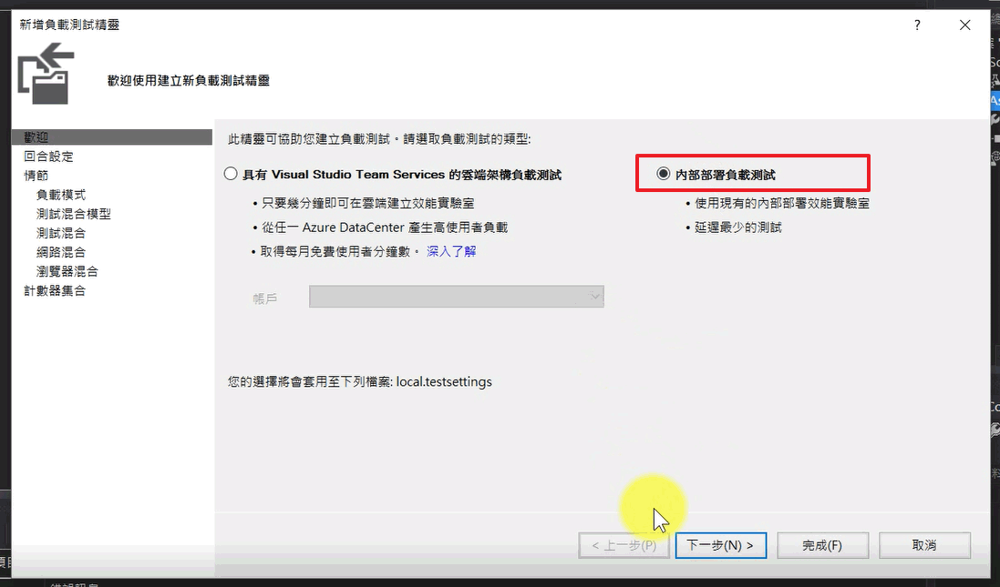 新增負載測試精靈
?
歡迎使用建立新負載測試精靈
歡迎
回合設定
情節
負載模式
測試混合模型
測試混合
網路混合
瀏覽器混合
計數器集合
此精靈可協助您建立負載測試。請選取負載測試的類型:
具有 Visual Studio Team Services 的雲端架構負載測試
• 只要幾分鐘即可在雲端建立效能實驗室
• 從任一 Azure DataCenter 產生高使用者負載
• 取得每月免費使用者分鐘數。 深入了解
帳戶
內部部署負載測試
• 使用現有的內部部署效能實驗室
• 延遲最少的測試
您的選擇將會套用至下列檔案: local.testsettings
< 上一步(P)
下一步(N) >
完成(F)
取消